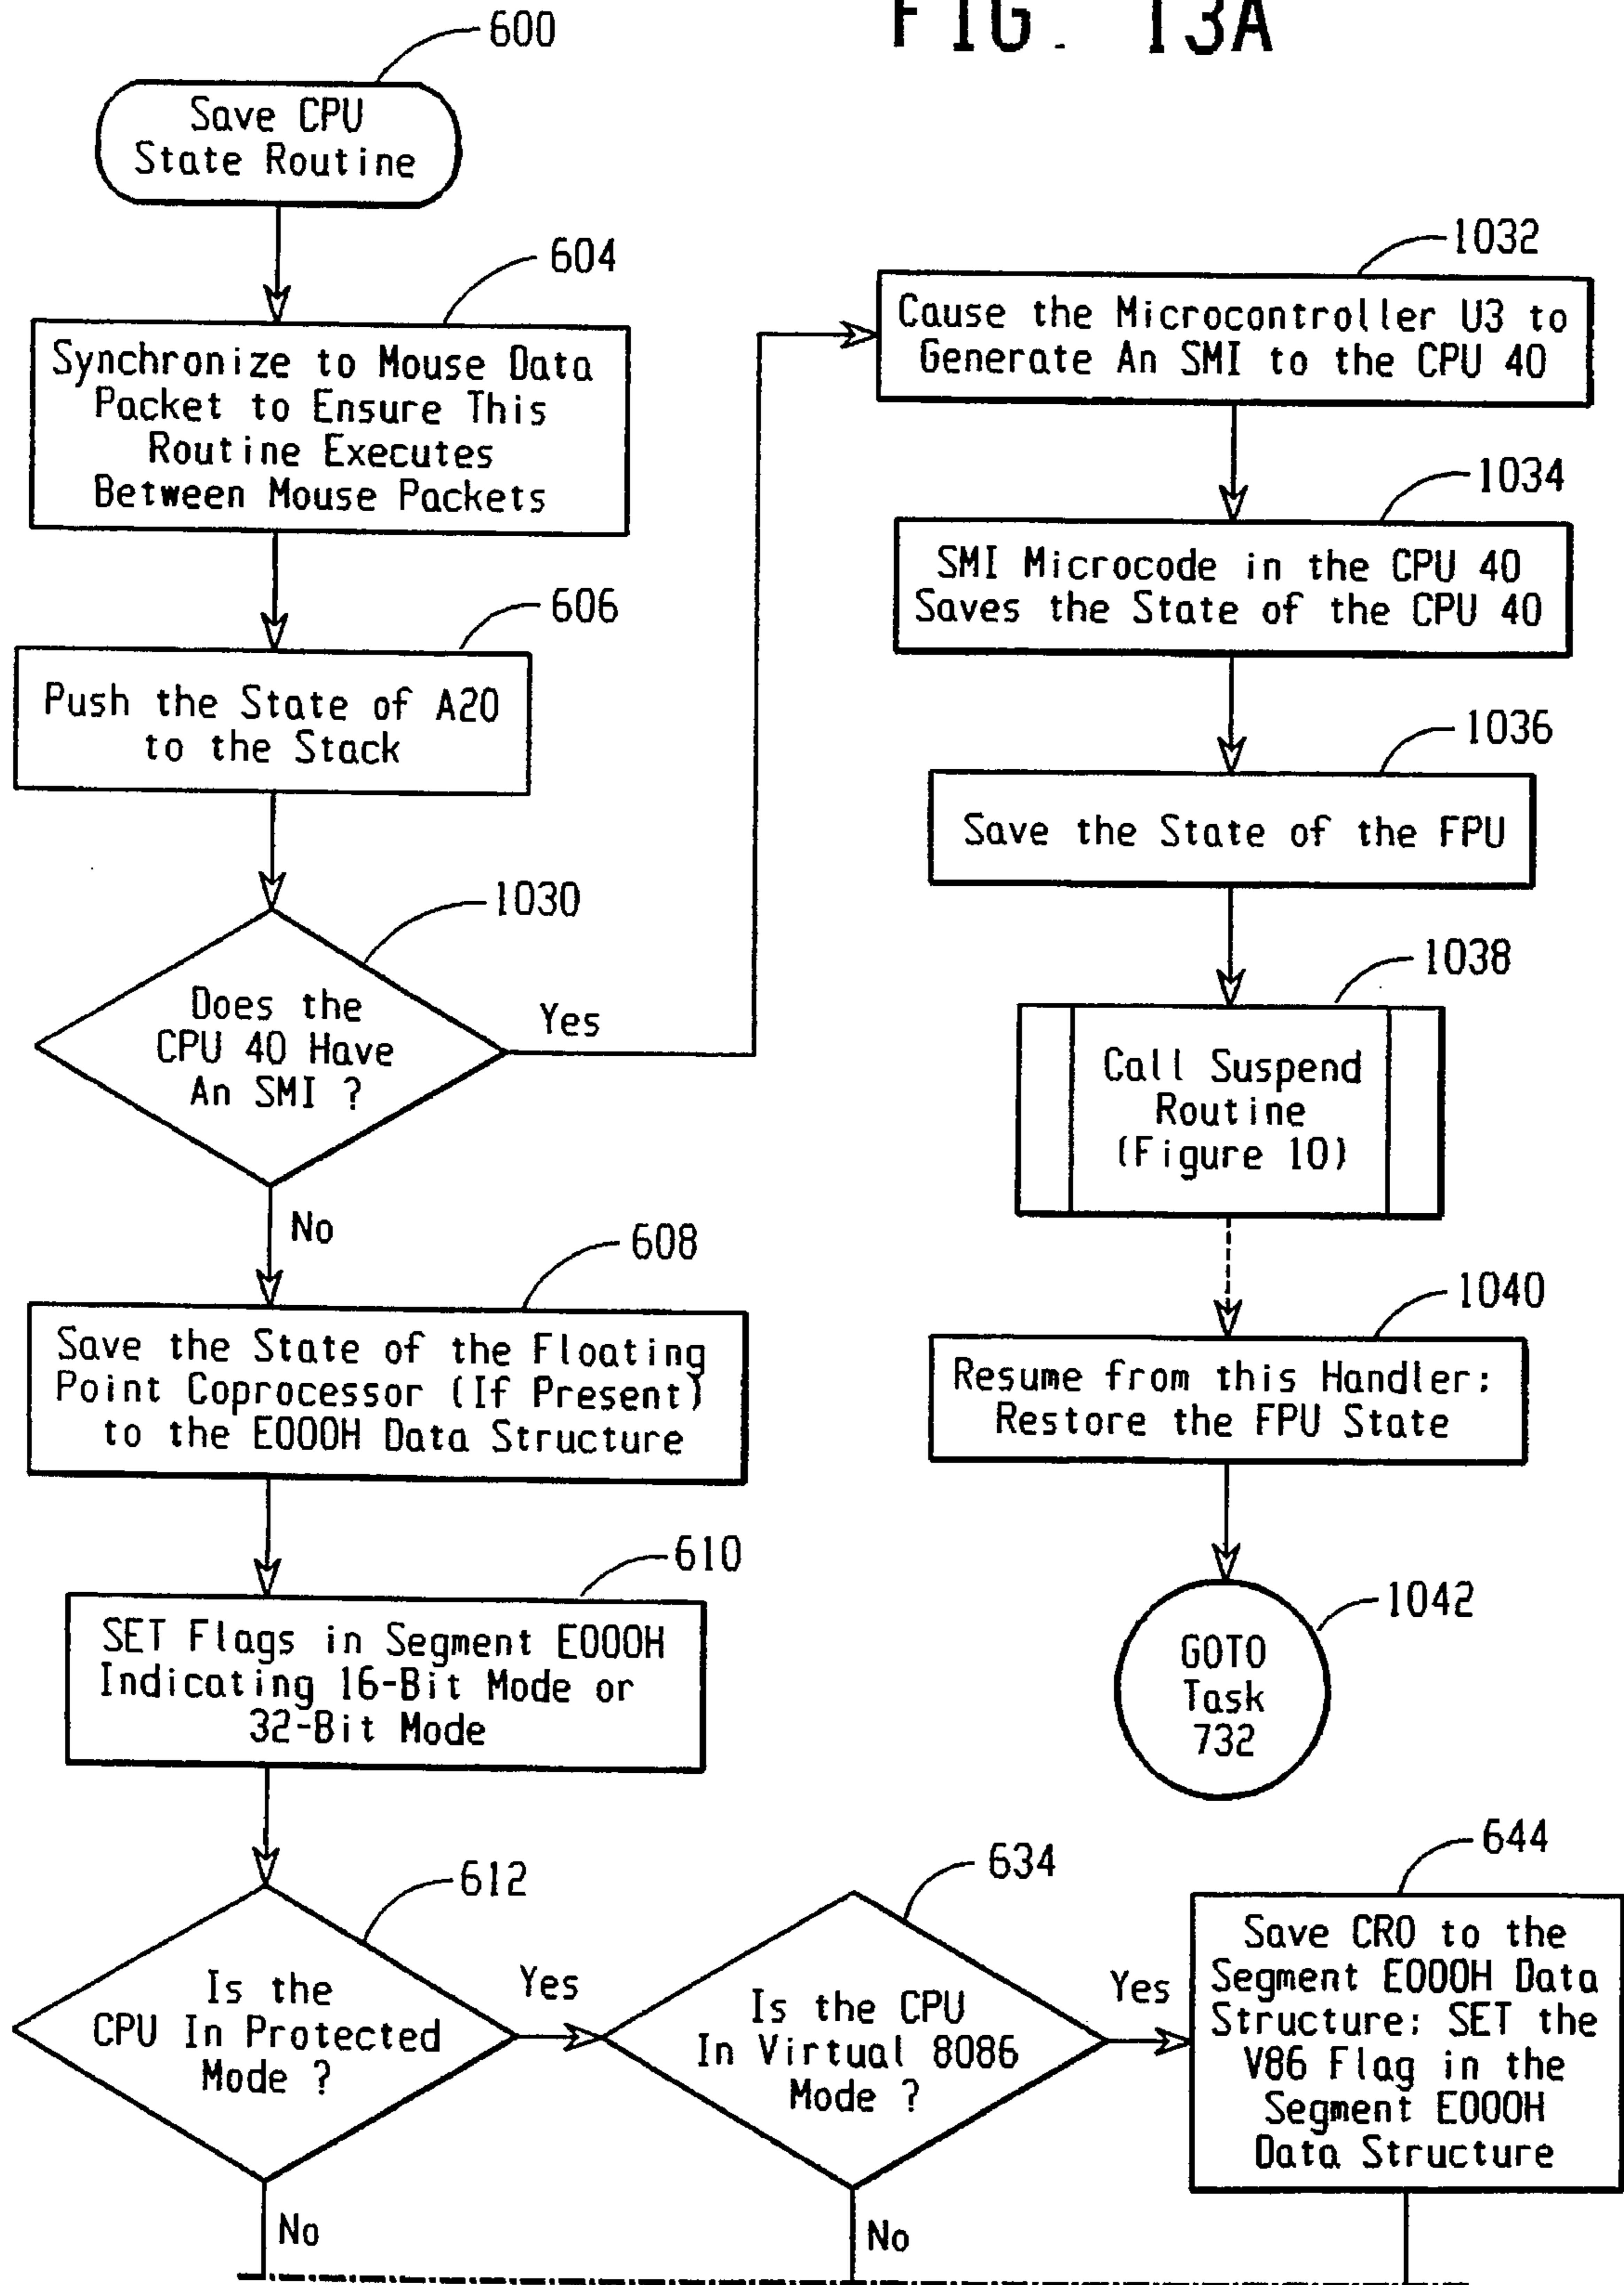 FIG. 13A
600
Save CPU
State Routine
604
Synchronize to Mouse Data
Packet to Ensure This
Routine Executes
Between Mouse Packets
606
Push the State of A20
to the Stack
1030
Does the
CPU 40 Have
An SMI ?
Yes
No
608
Save the State of the Floating
Point Coprocessor (If Present)
to the E000H Data Structure
610
SET Flags in Segment E000H
Indicating 16-Bit Mode or
32-Bit Mode
612
Is the
CPU In Protected
Mode ?
Yes
No
634
Is the CPU
In Virtual 8086
Mode ?
Yes
No
644
Save CR0 to the
Segment E000H Data
Structure; SET the
V86 Flag in the
Segment E000H
Data Structure
1032
Cause the Microcontroller U3 to
Generate An SMI to the CPU 40
1034
SMI Microcode in the CPU 40
Saves the State of the CPU 40
1036
Save the State of the FPU
1038
Call Suspend
Routine
(Figure 10)
1040
Resume from this Handler:
Restore the FPU State
1042
GOTO
Task
732